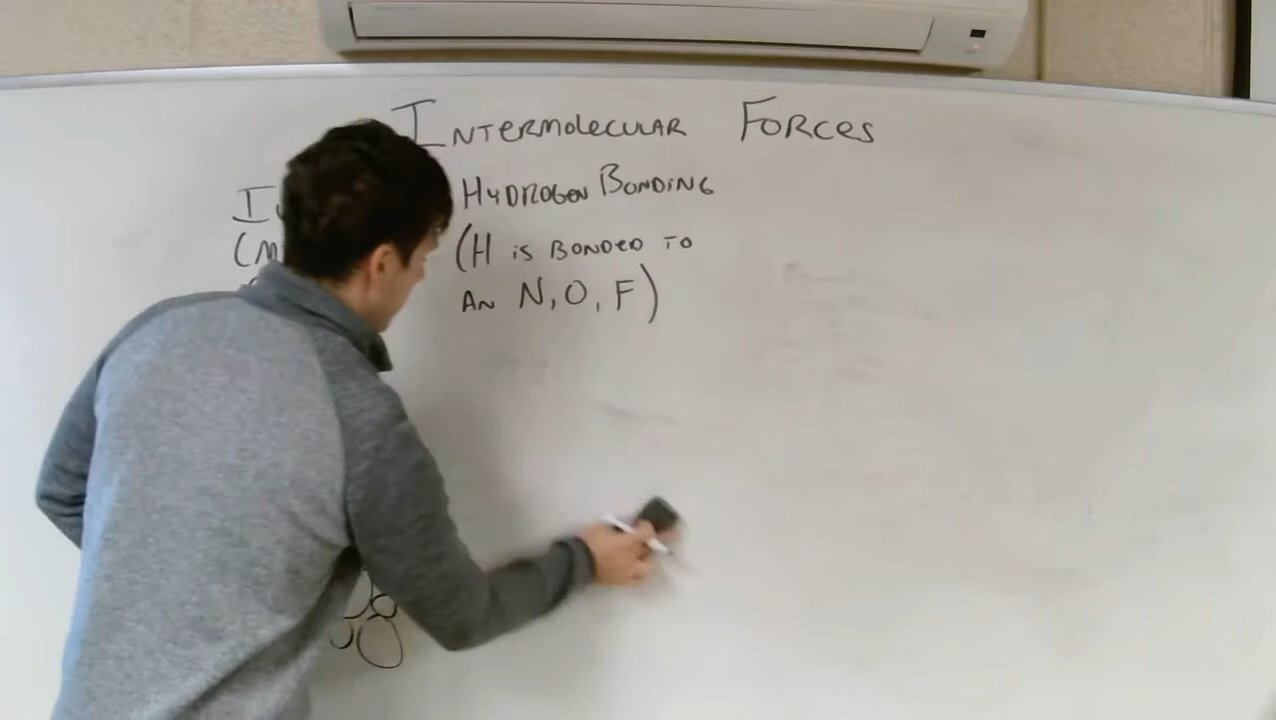 INTERMOLECULAR FORCES
HYDROGEN BONDING
(H IS BONDED TO
AN N, O, F)